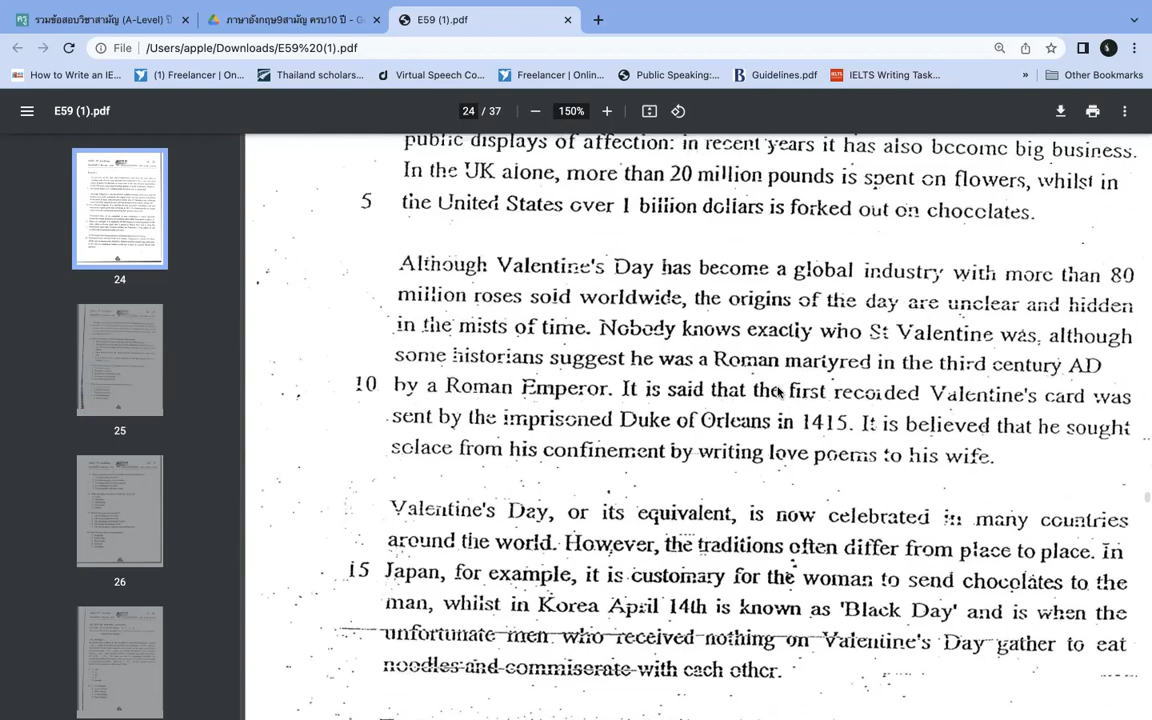 รวมข้อสอบวิชาสามัญ (A-Level) ปี
ภาษาอังกฤษ9สามัญ ครบ10 ปี - G
E59 (1).pdf
File /Users/apple/Downloads/E59%20(1).pdf
How to Write an IE...
(1) Freelancer | On...
Thailand scholars...
Virtual Speech Co...
Freelancer | Onlin...
Public Speaking:...
Guidelines.pdf
IELTS Writing Task...
»
Other Bookmarks
E59 (1).pdf
24 / 37
150%
24
25
26
public displays of affection: in recent years it has also become big business.
In the UK alone, more than 20 million pounds is spent on flowers, whilst in
5 the United States over 1 billion dollars is forked out on chocolates.
Although Valentine's Day has become a global industry with more than 80
million roses sold worldwide, the origins of the day are unclear and hidden
in the mists of time. Nobody knows exactly who St Valentine was, although
some historians suggest he was a Roman martyred in the third century AD
10 by a Roman Emperor. It is said that the first recorded Valentine's card was
sent by the imprisoned Duke of Orleans in 1415. It is believed that he sought
solace from his confinement by writing love poems to his wife.
Valentine's Day, or its equivalent, is now celebrated in many countries
around the world. However, the traditions often differ from place to place. In
15 Japan, for example, it is customary for the woman to send chocolates to the
man, whilst in Korea April 14th is known as 'Black Day' and is when the
unfortunate men who received nothing on Valentine's Day gather to eat
noodles and commiserate with each other.